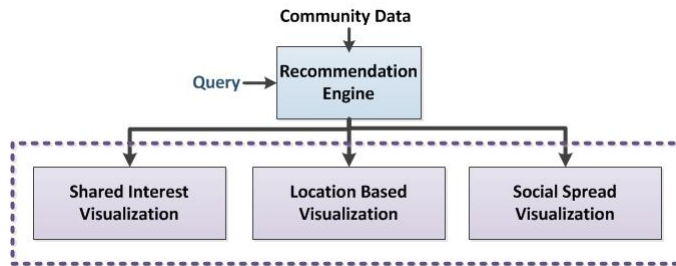 Community Data
Query
Recommendation
Engine
Shared Interest
Visualization
Location Based
Visualization
Social Spread
Visualization